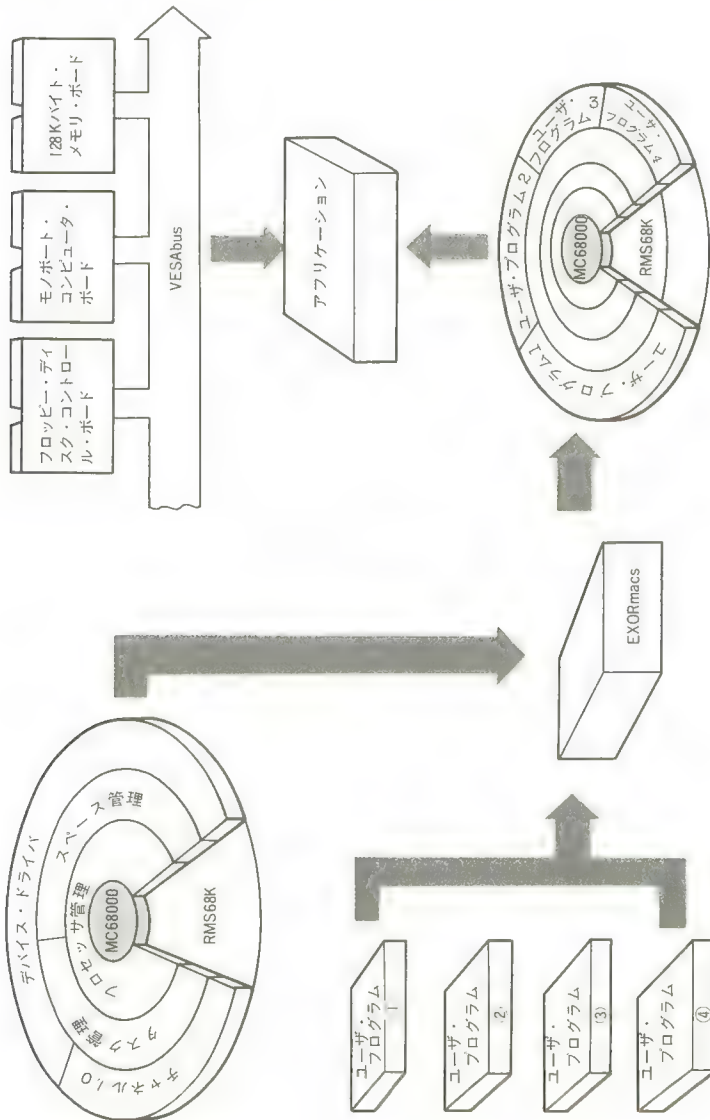 フロッピー・ディ
スク・コントロー
ル・ボード
モノボート・
コンピュータ・
ボード
128Kバイト・
メモリ・ボード
VESAbus
アプリケーション
デバイス・ドライバ
チャネルI.O
タスク管理
スペース管理
プロセッサ管理
MC68000
RMS68K
EXORmacs
ユーザ・プログラム1
ユーザ・プログラム2
ユーザ・
プログラム3
ユーザ・
プログラム4
MC68000
RMS68K
ユーザ・
プログラム
1
ユーザ・
プログラム
②
ユーザ・
プログラム
③
ユーザ・
プログラム
④